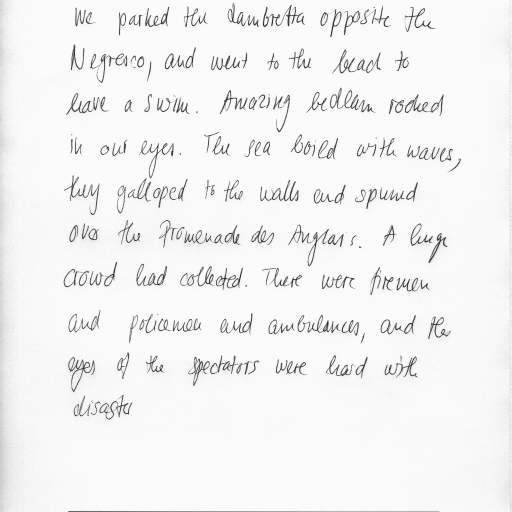 We parked the Lambretta opposite the
Negresco, and went to the beach to
have a swim. Amazing bedlam rocked
in our eyes. The sea boiled with waves,
they galloped to the walls and spumed
over the Promenade des Anglais. A huge
crowd had collected. There were firemen
and policemen and ambulances, and the
eyes of the spectators were hard with
disaster